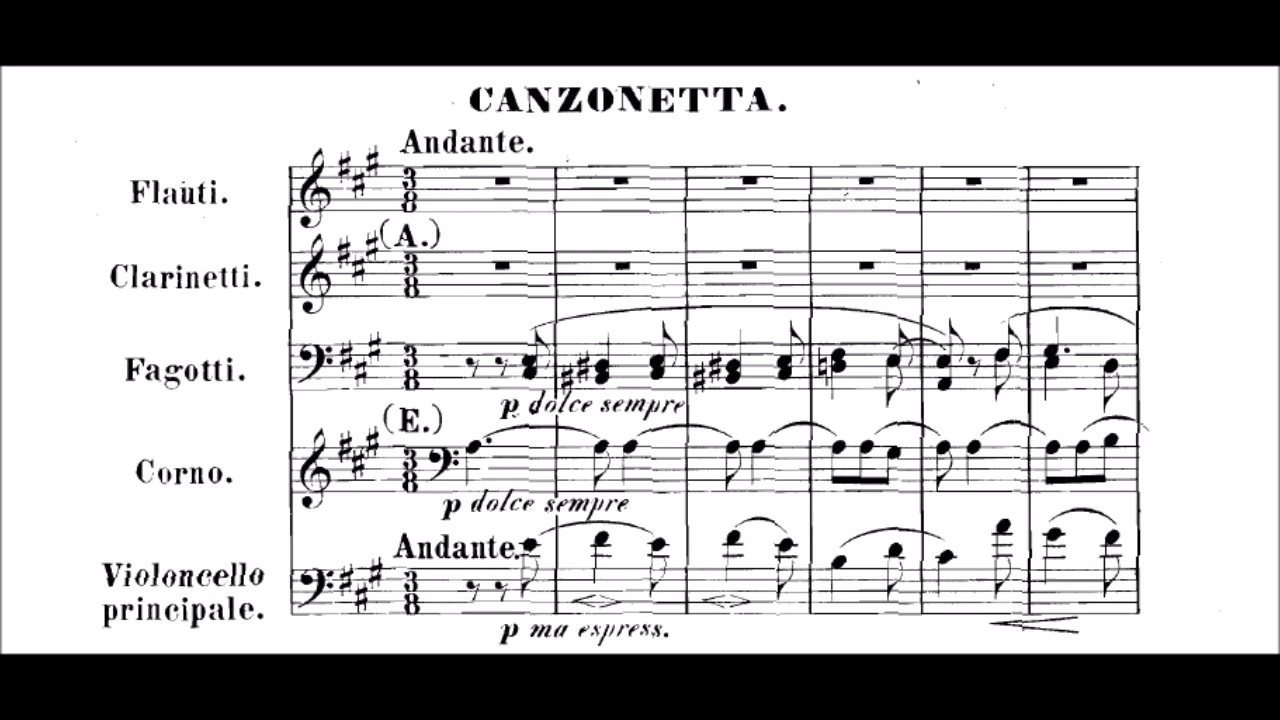 CANZONETTA.
Andante.
Flauti.
(A.)
Clarinetti.
Fagotti.
p dolce sempre
(E.)
Corno.
p dolce sempre
Andante.
Violoncello
principale.
p ma espress.